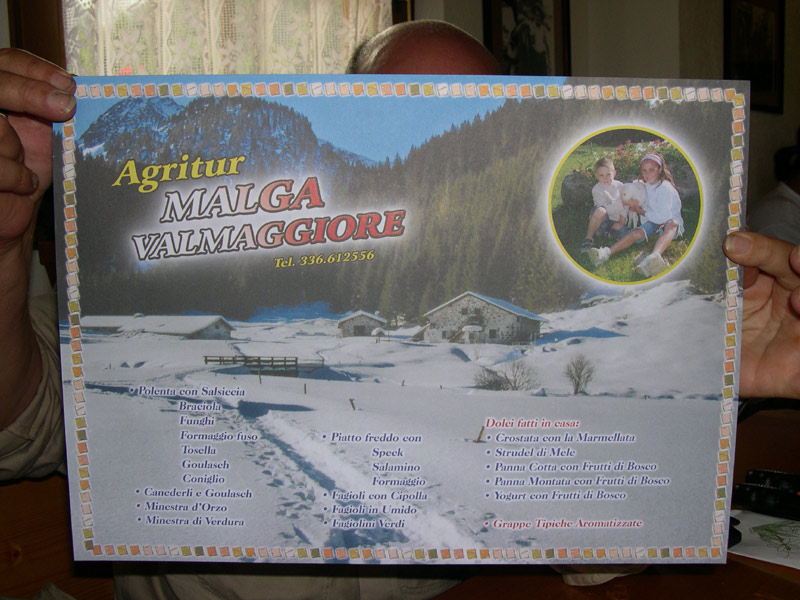 Agritur
MALGA
VALMAGGIORE
Tel. 336.612556
• Polenta con Salsiccia
Braciola
Funghi
Formaggio fuso
Tosella
Goulasch
Coniglio
• Canederli e Goulasch
• Minestra d'Orzo
• Minestra di Verdura
• Piatto freddo con
Speck
Salamino
Formaggio
• Fagioli con Cipolla
• Fagioli in Umido
• Fagiolini Verdi
Dolci fatti in casa:
• Crostata con la Marmellata
• Strudel di Mele
• Panna Cotta con Frutti di Bosco
• Panna Montata con Frutti di Bosco
• Yogurt con Frutti di Bosco
• Grappe Tipiche Aromatizzate